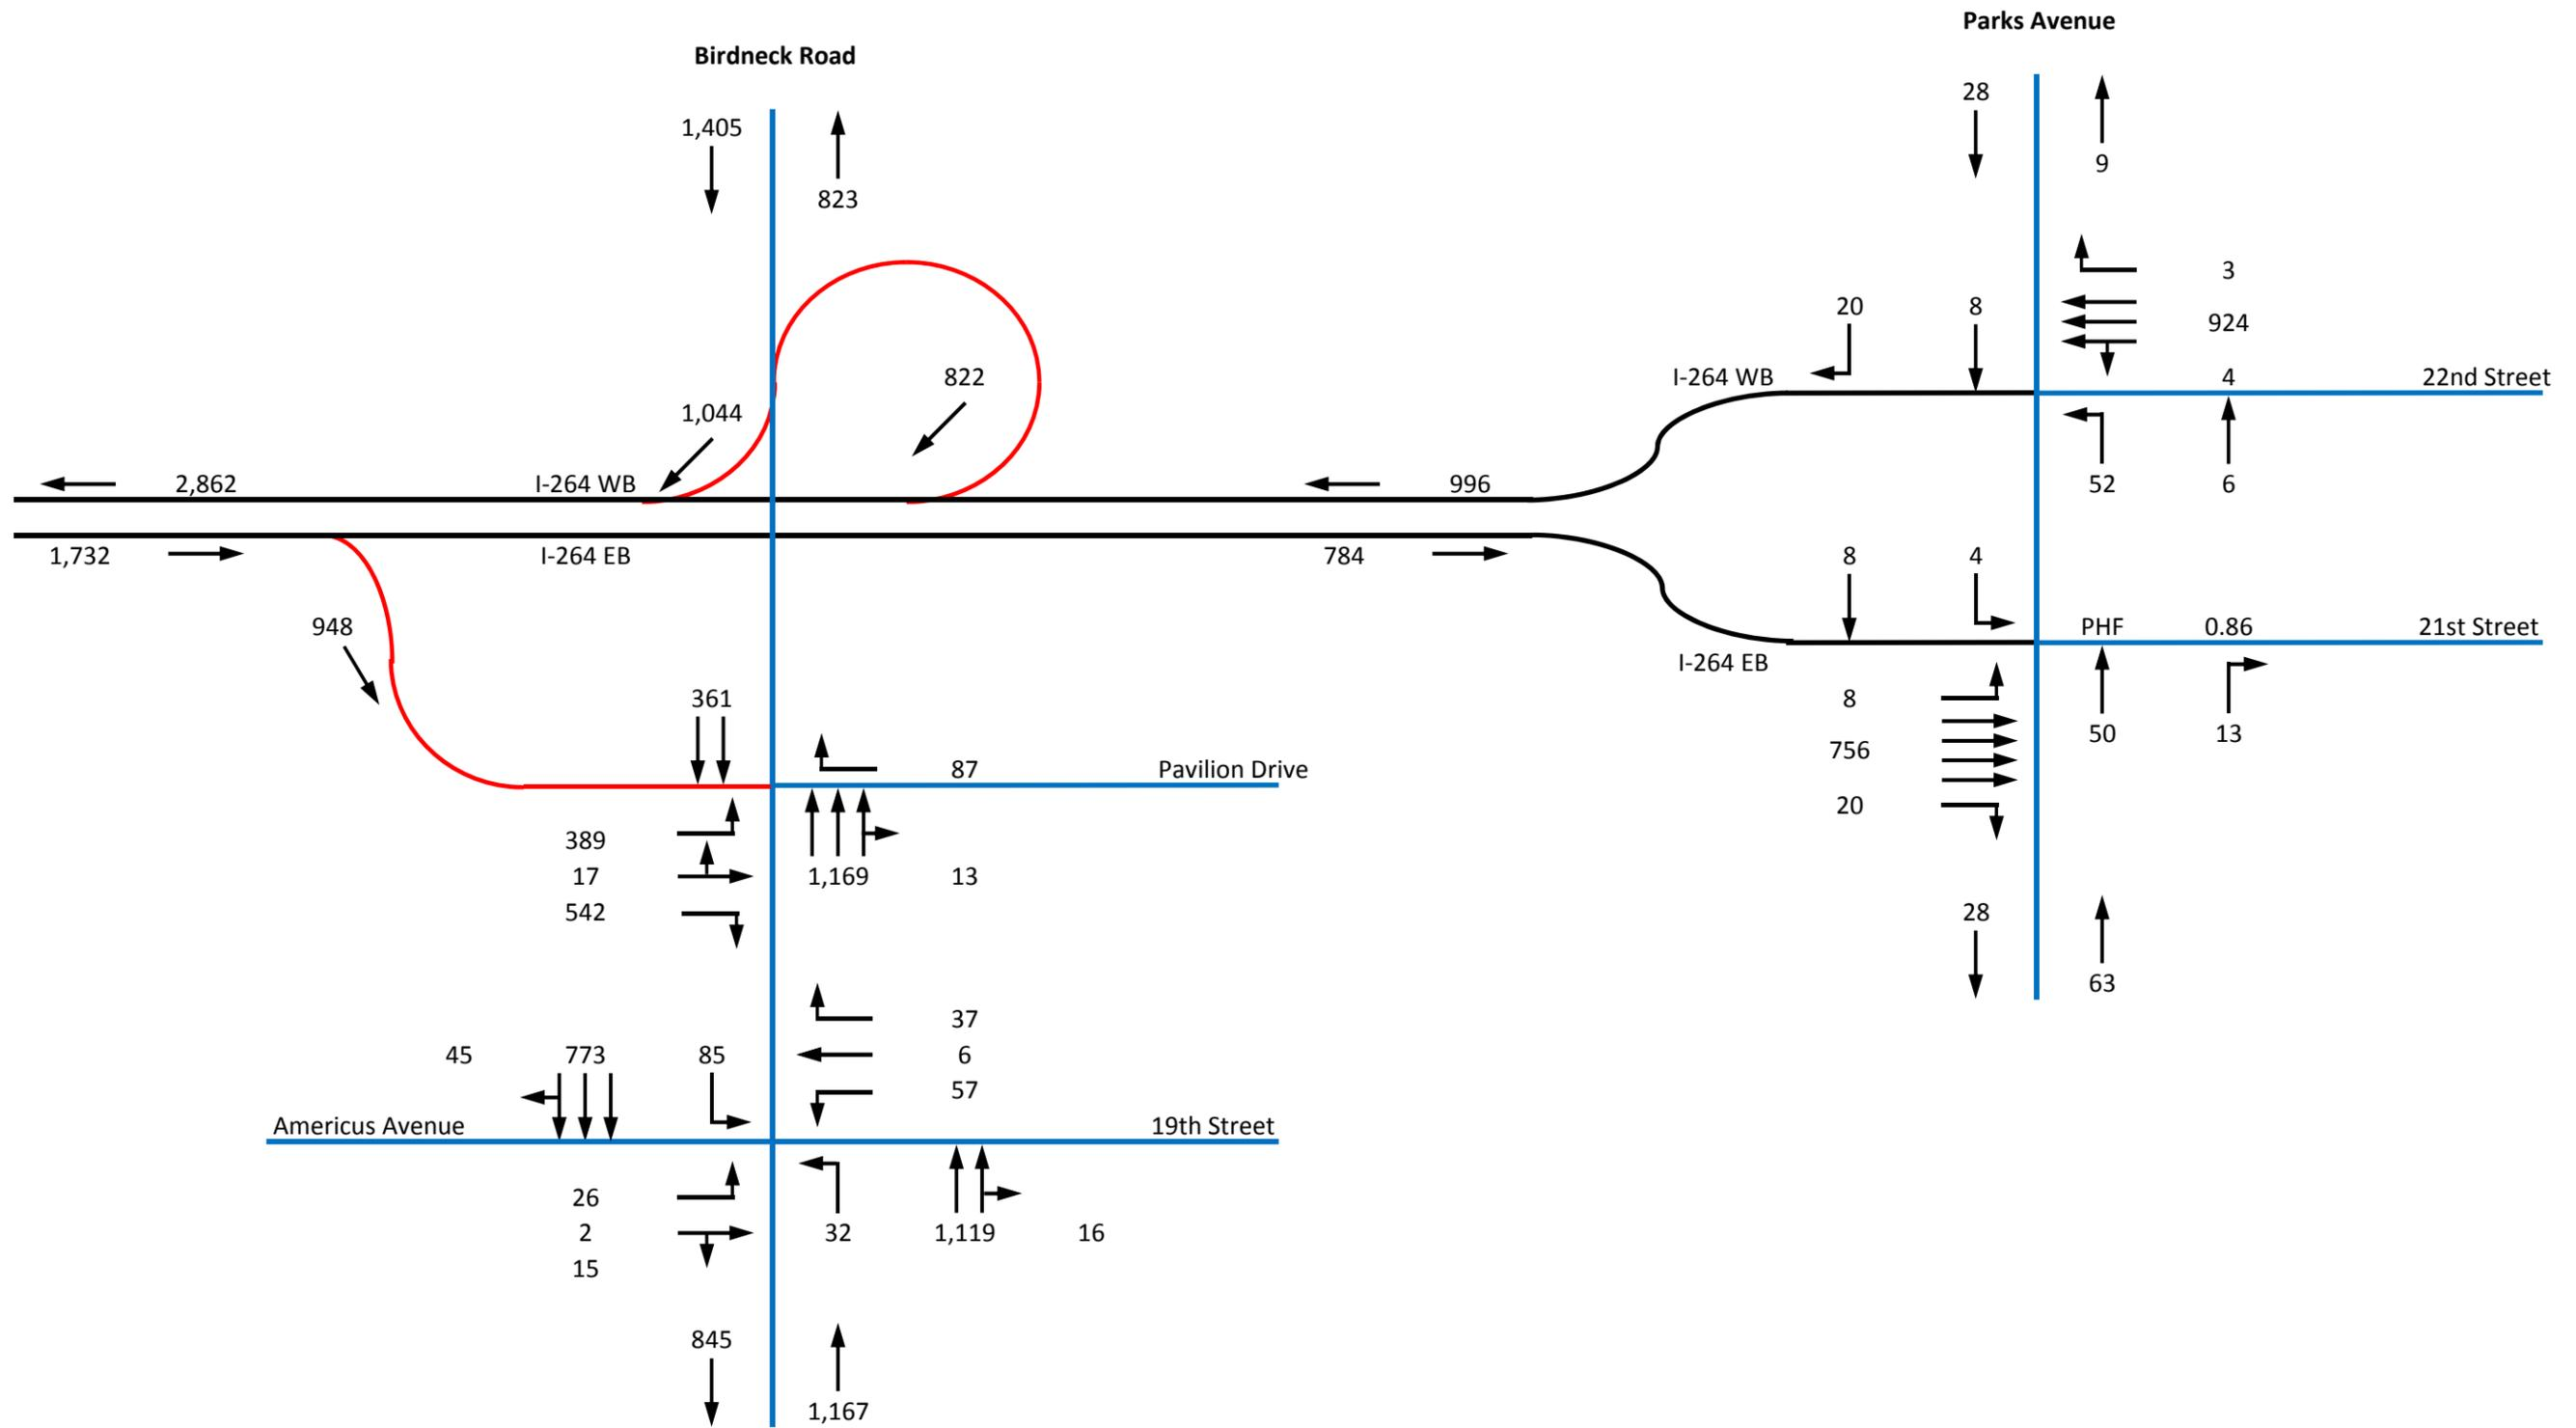 Parks Avenue
Birdneck Road
28
1,405
9
823
3
20 8
924
I-264 WB 4 22nd Street
822
1,044
2,862 I-264 WB 996 52 6
1,732 I-264 EB 784 8 4
948 PHF 0.86 21st Street
I-264 EB
361 8
50 13
756
87 Pavilion Drive
20
389
17 1,169 13
542 28
63
37
45 773 85 6
57
Americus Avenue 19th Street
26
2 32 1,119 16
15
845
1,167